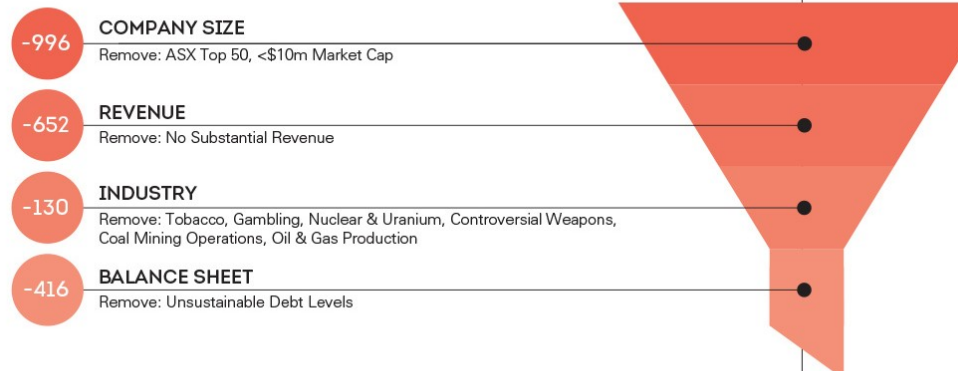 -996
COMPANY SIZE
Remove: ASX Top 50, <$10m Market Cap
-652
REVENUE
Remove: No Substantial Revenue
-130
INDUSTRY
Remove: Tobacco, Gambling, Nuclear & Uranium, Controversial Weapons,
Coal Mining Operations, Oil & Gas Production
-416
BALANCE SHEET
Remove: Unsustainable Debt Levels